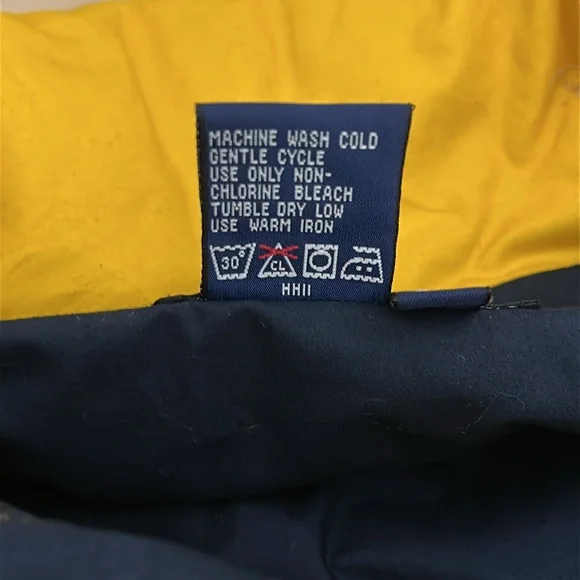 MACHINE WASH COLD
GENTLE CYCLE
USE ONLY NON-
CHLORINE BLEACH
TUMBLE DRY LOW
USE WARM IRON
30° CL
HHII